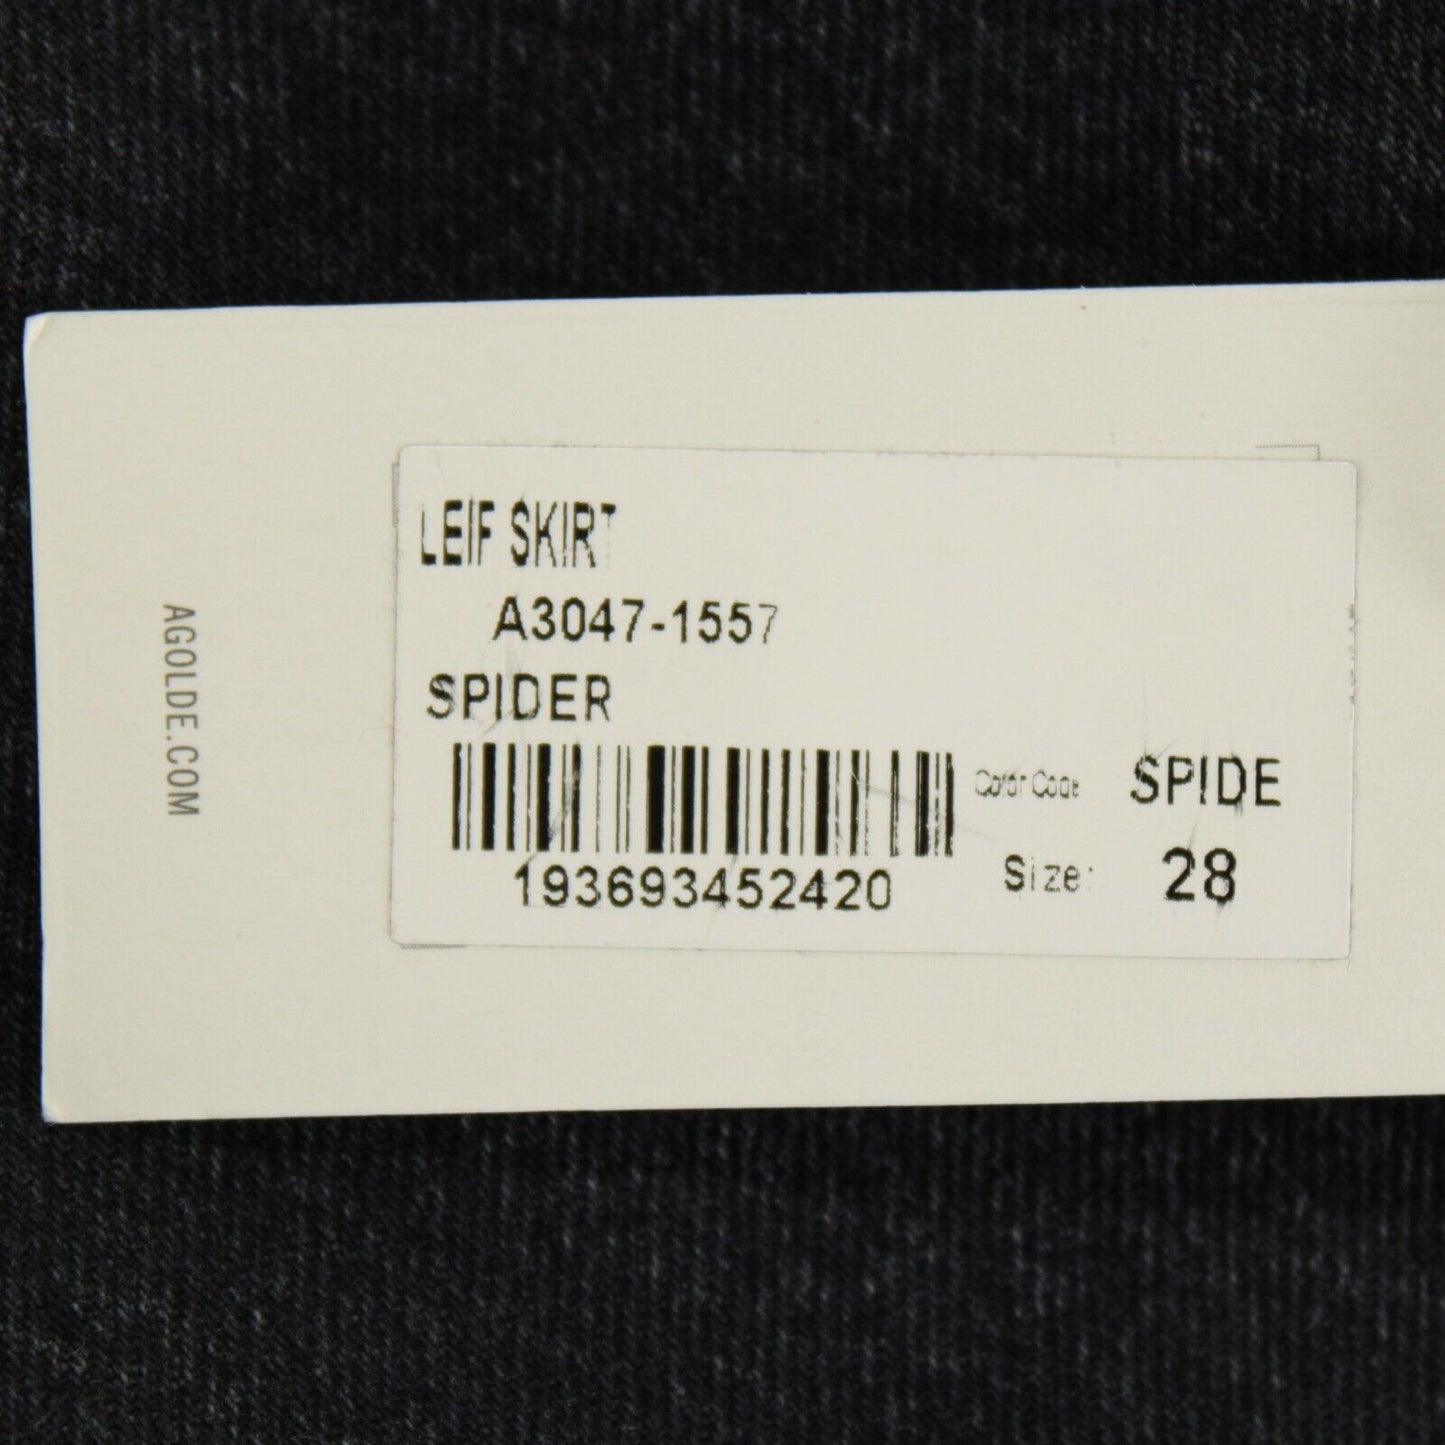 AGOLDE.COM
LEIF SKIRT
A3047-1557
SPIDER
Color Code SPIDE
193693452420
Size: 28